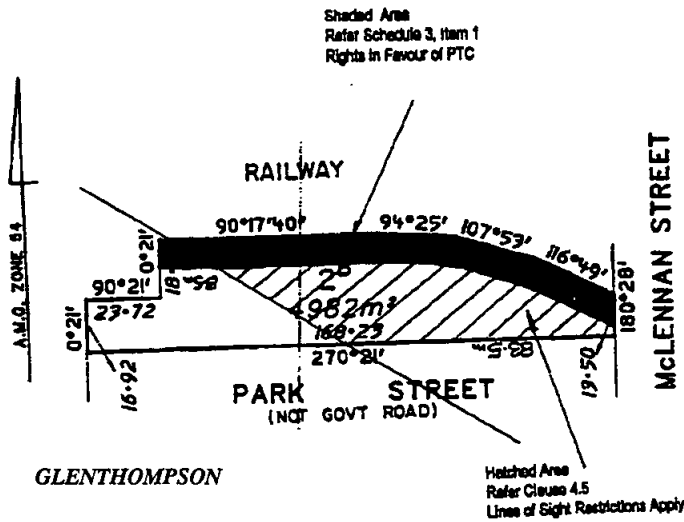 Shaded Area
Refer Schedule 3, Item 1
Rights in Favour of PTC
RAILWAY
90°17'40"
94°25'
107°53'
116°49'
0°21'
90°21'
23·72
0°21'
16·92
4982m²
168·23
270°21'
83·5m
180°28'
19·50
A.M.G. ZONE 54
McLENNAN STREET
PARK STREET
(NOT GOVT ROAD)
GLENTHOMPSON
Hatched Area
Refer Clause 4.5
Lines of Sight Restrictions Apply